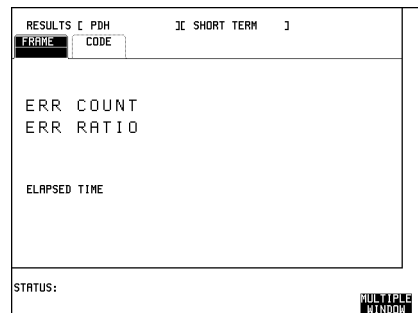 RESULTS [ PDH ][ SHORT TERM ]
FRAME CODE
ERR COUNT
ERR RATIO
ELAPSED TIME
STATUS:
MULTIPLE
WINDOW